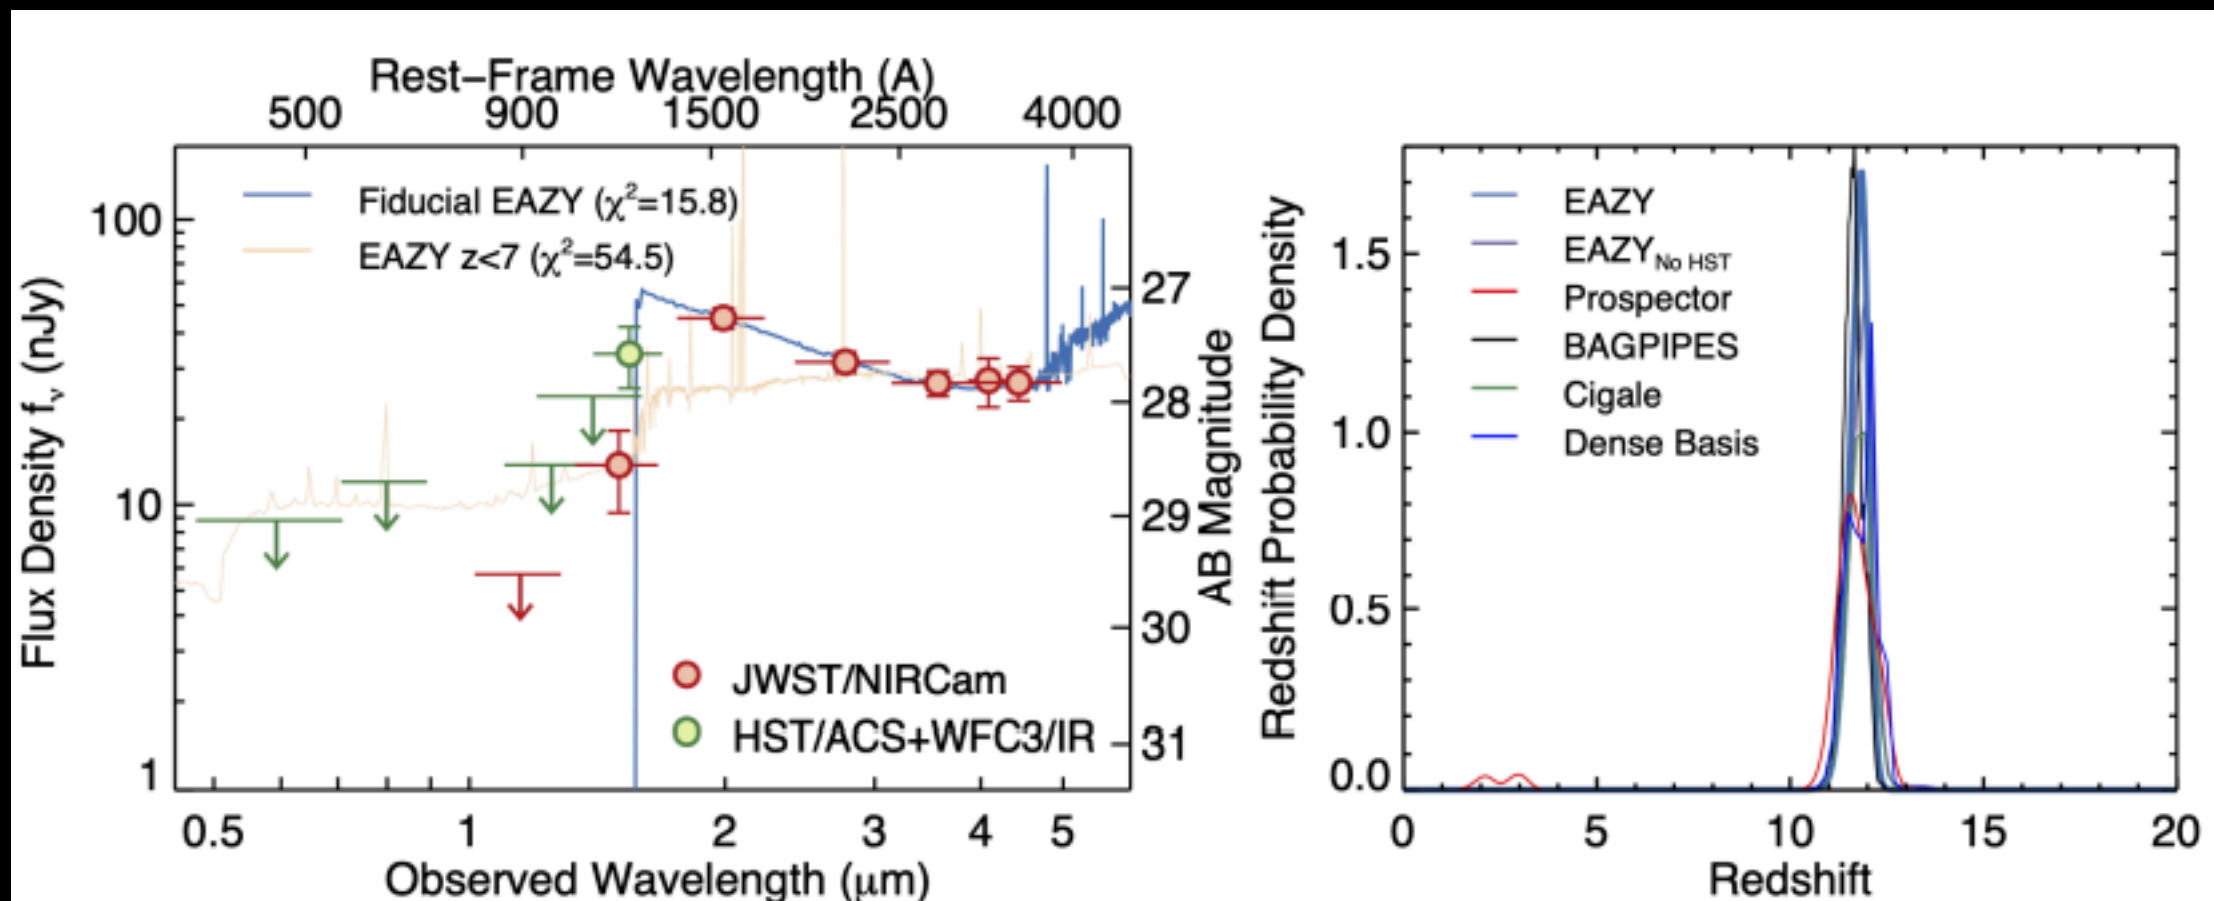 Rest-Frame Wavelength (A)
500 900 1500 2500 4000
Flux Density fν (nJy)
100
10
1
Fiducial EAZY (χ²=15.8)
EAZY z<7 (χ²=54.5)
JWST/NIRCam
HST/ACS+WFC3/IR
27
28
29
30
31
AB Magnitude
0.5 1 2 3 4 5
Observed Wavelength (μm)
Redshift Probability Density
1.5
1.0
0.5
0.0
EAZY
EAZY No HST
Prospector
BAGPIPES
Cigale
Dense Basis
0 5 10 15 20
Redshift